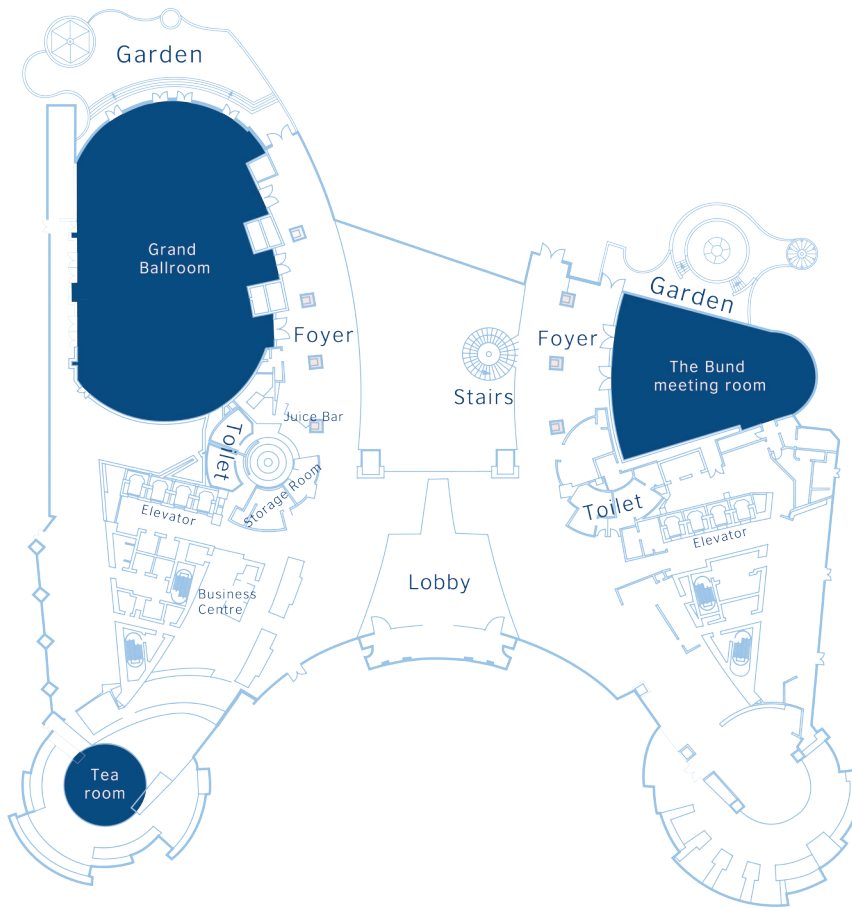 Garden
Grand
Ballroom
Garden
Foyer
Foyer
The Bund
meeting room
Stairs
Juice Bar
Toilet
Storage Room
Elevator
Toilet
Elevator
Lobby
Business
Centre
Tea
room